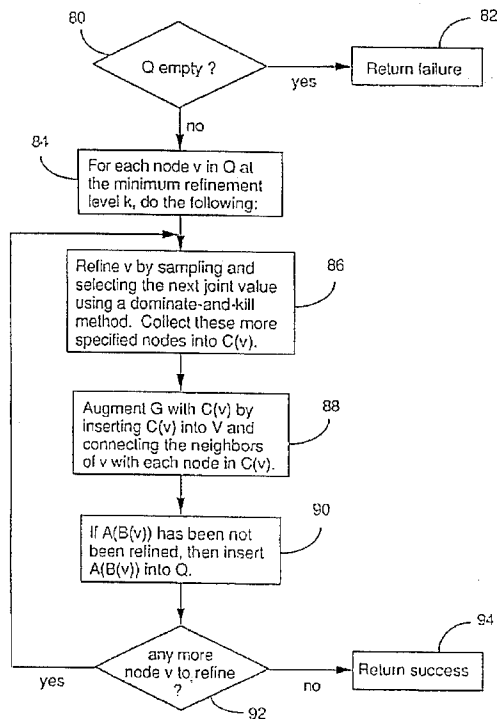 80
Q empty ?
yes
82
Return failure
no
84
For each node v in Q at
the minimum refinement
level k, do the following:
86
Refine v by sampling and
selecting the next joint value
using a dominate-and-kill
method. Collect these more
specified nodes into C(v).
88
Augment G with C(v) by
inserting C(v) into V and
connecting the neighbors
of v with each node in C(v).
90
If A(B(v)) has been not
been refined, then insert
A(B(v)) into Q.
any more
node v to refine
?
yes
92
no
94
Return success